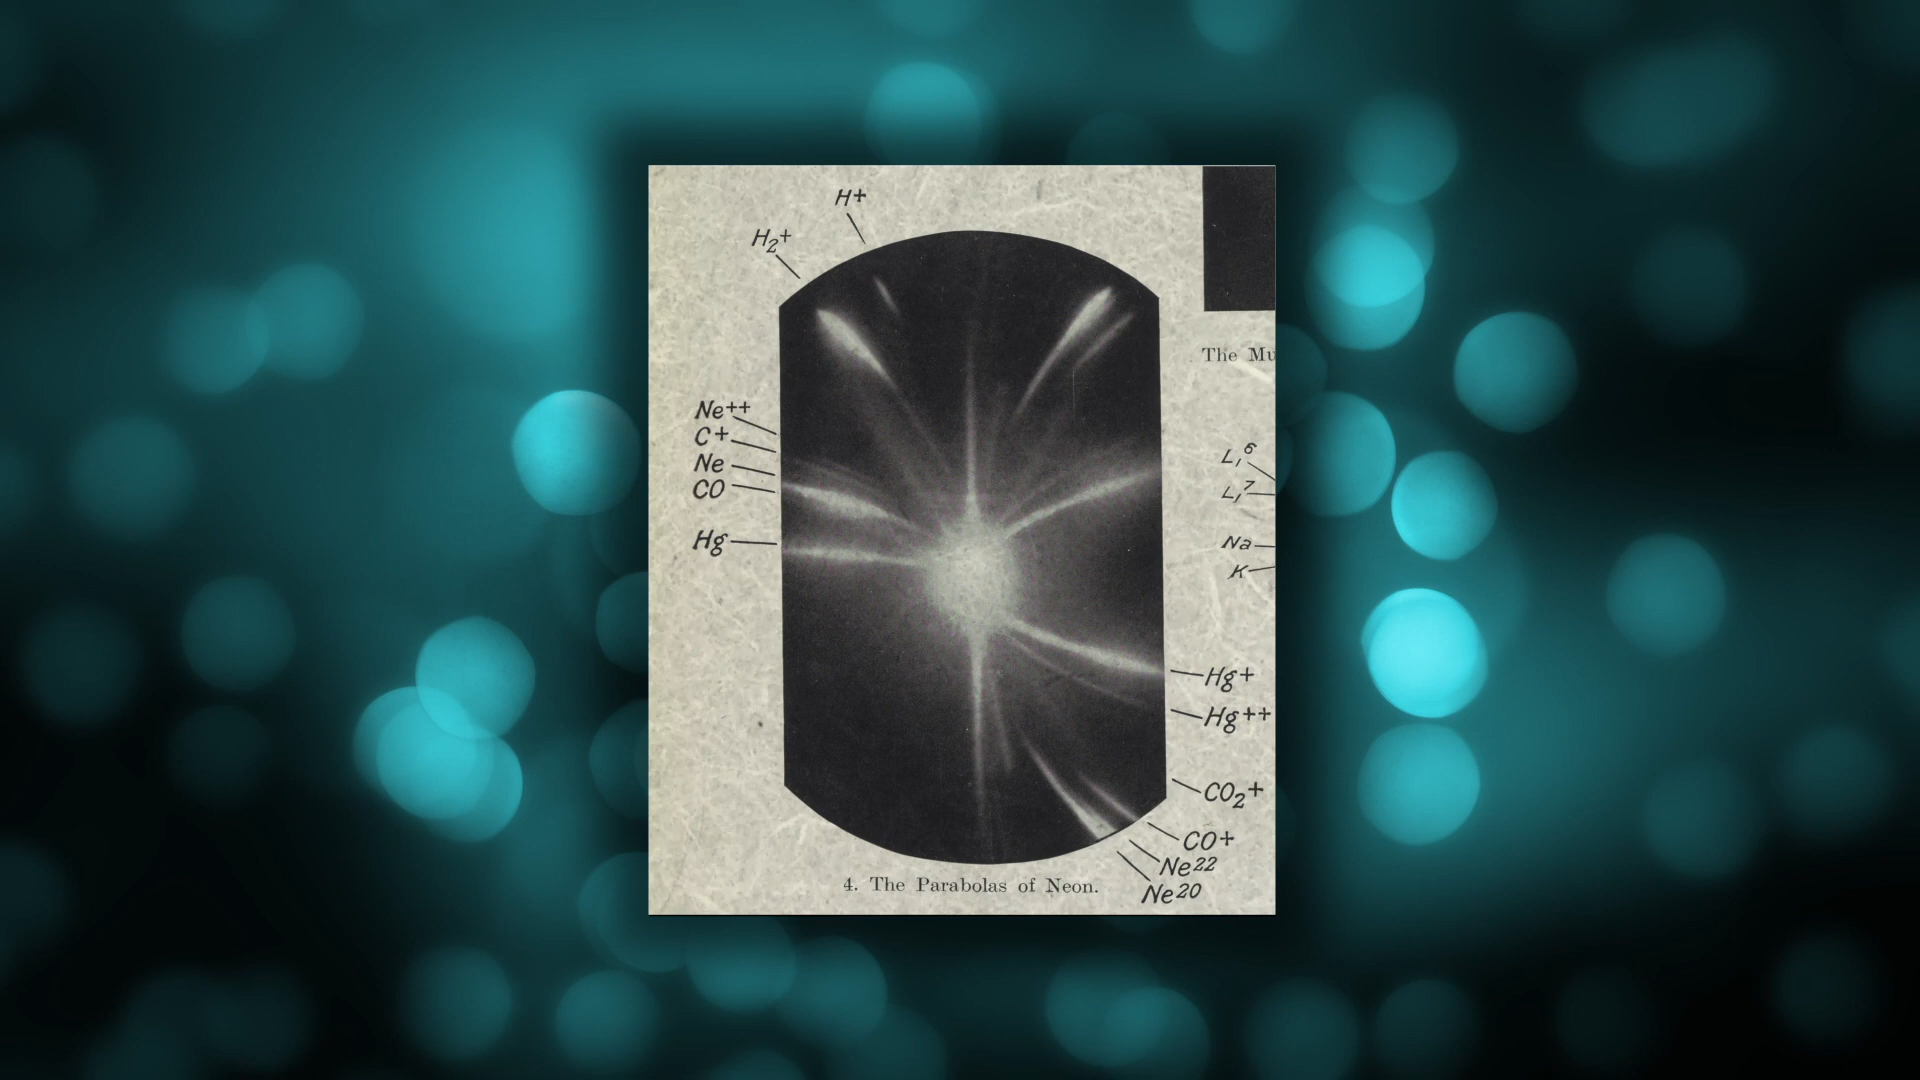 H+
H2+
The Mu
Ne++
C+
Ne
CO
Hg
Li6
Li7
Na
K
Hg+
Hg++
CO2+
CO+
Ne22
Ne20
4. The Parabolas of Neon.